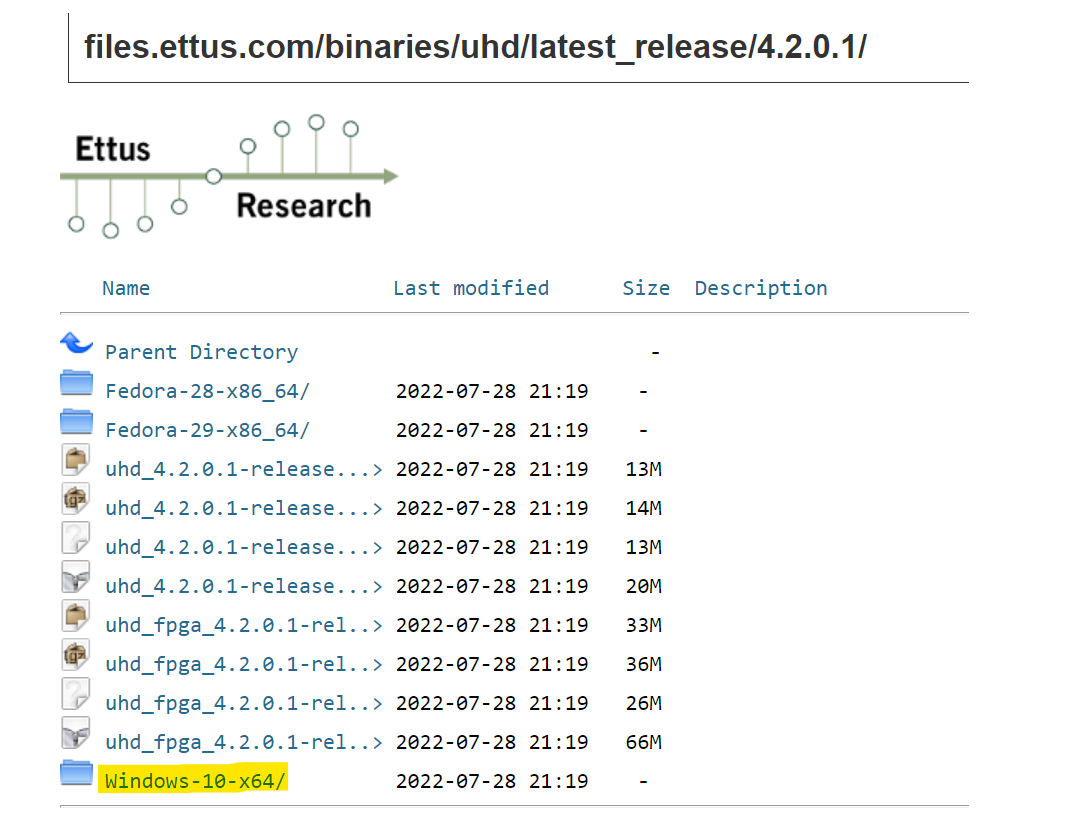 files.ettus.com/binaries/uhd/latest_release/4.2.0.1/
Ettus
Research
Name Last modified Size Description
Parent Directory -
Fedora-28-x86_64/ 2022-07-28 21:19 -
Fedora-29-x86_64/ 2022-07-28 21:19 -
uhd_4.2.0.1-release...> 2022-07-28 21:19 13M
uhd_4.2.0.1-release...> 2022-07-28 21:19 14M
uhd_4.2.0.1-release...> 2022-07-28 21:19 13M
uhd_4.2.0.1-release...> 2022-07-28 21:19 20M
uhd_fpga_4.2.0.1-rel..> 2022-07-28 21:19 33M
uhd_fpga_4.2.0.1-rel..> 2022-07-28 21:19 36M
uhd_fpga_4.2.0.1-rel..> 2022-07-28 21:19 26M
uhd_fpga_4.2.0.1-rel..> 2022-07-28 21:19 66M
Windows-10-x64/ 2022-07-28 21:19 -